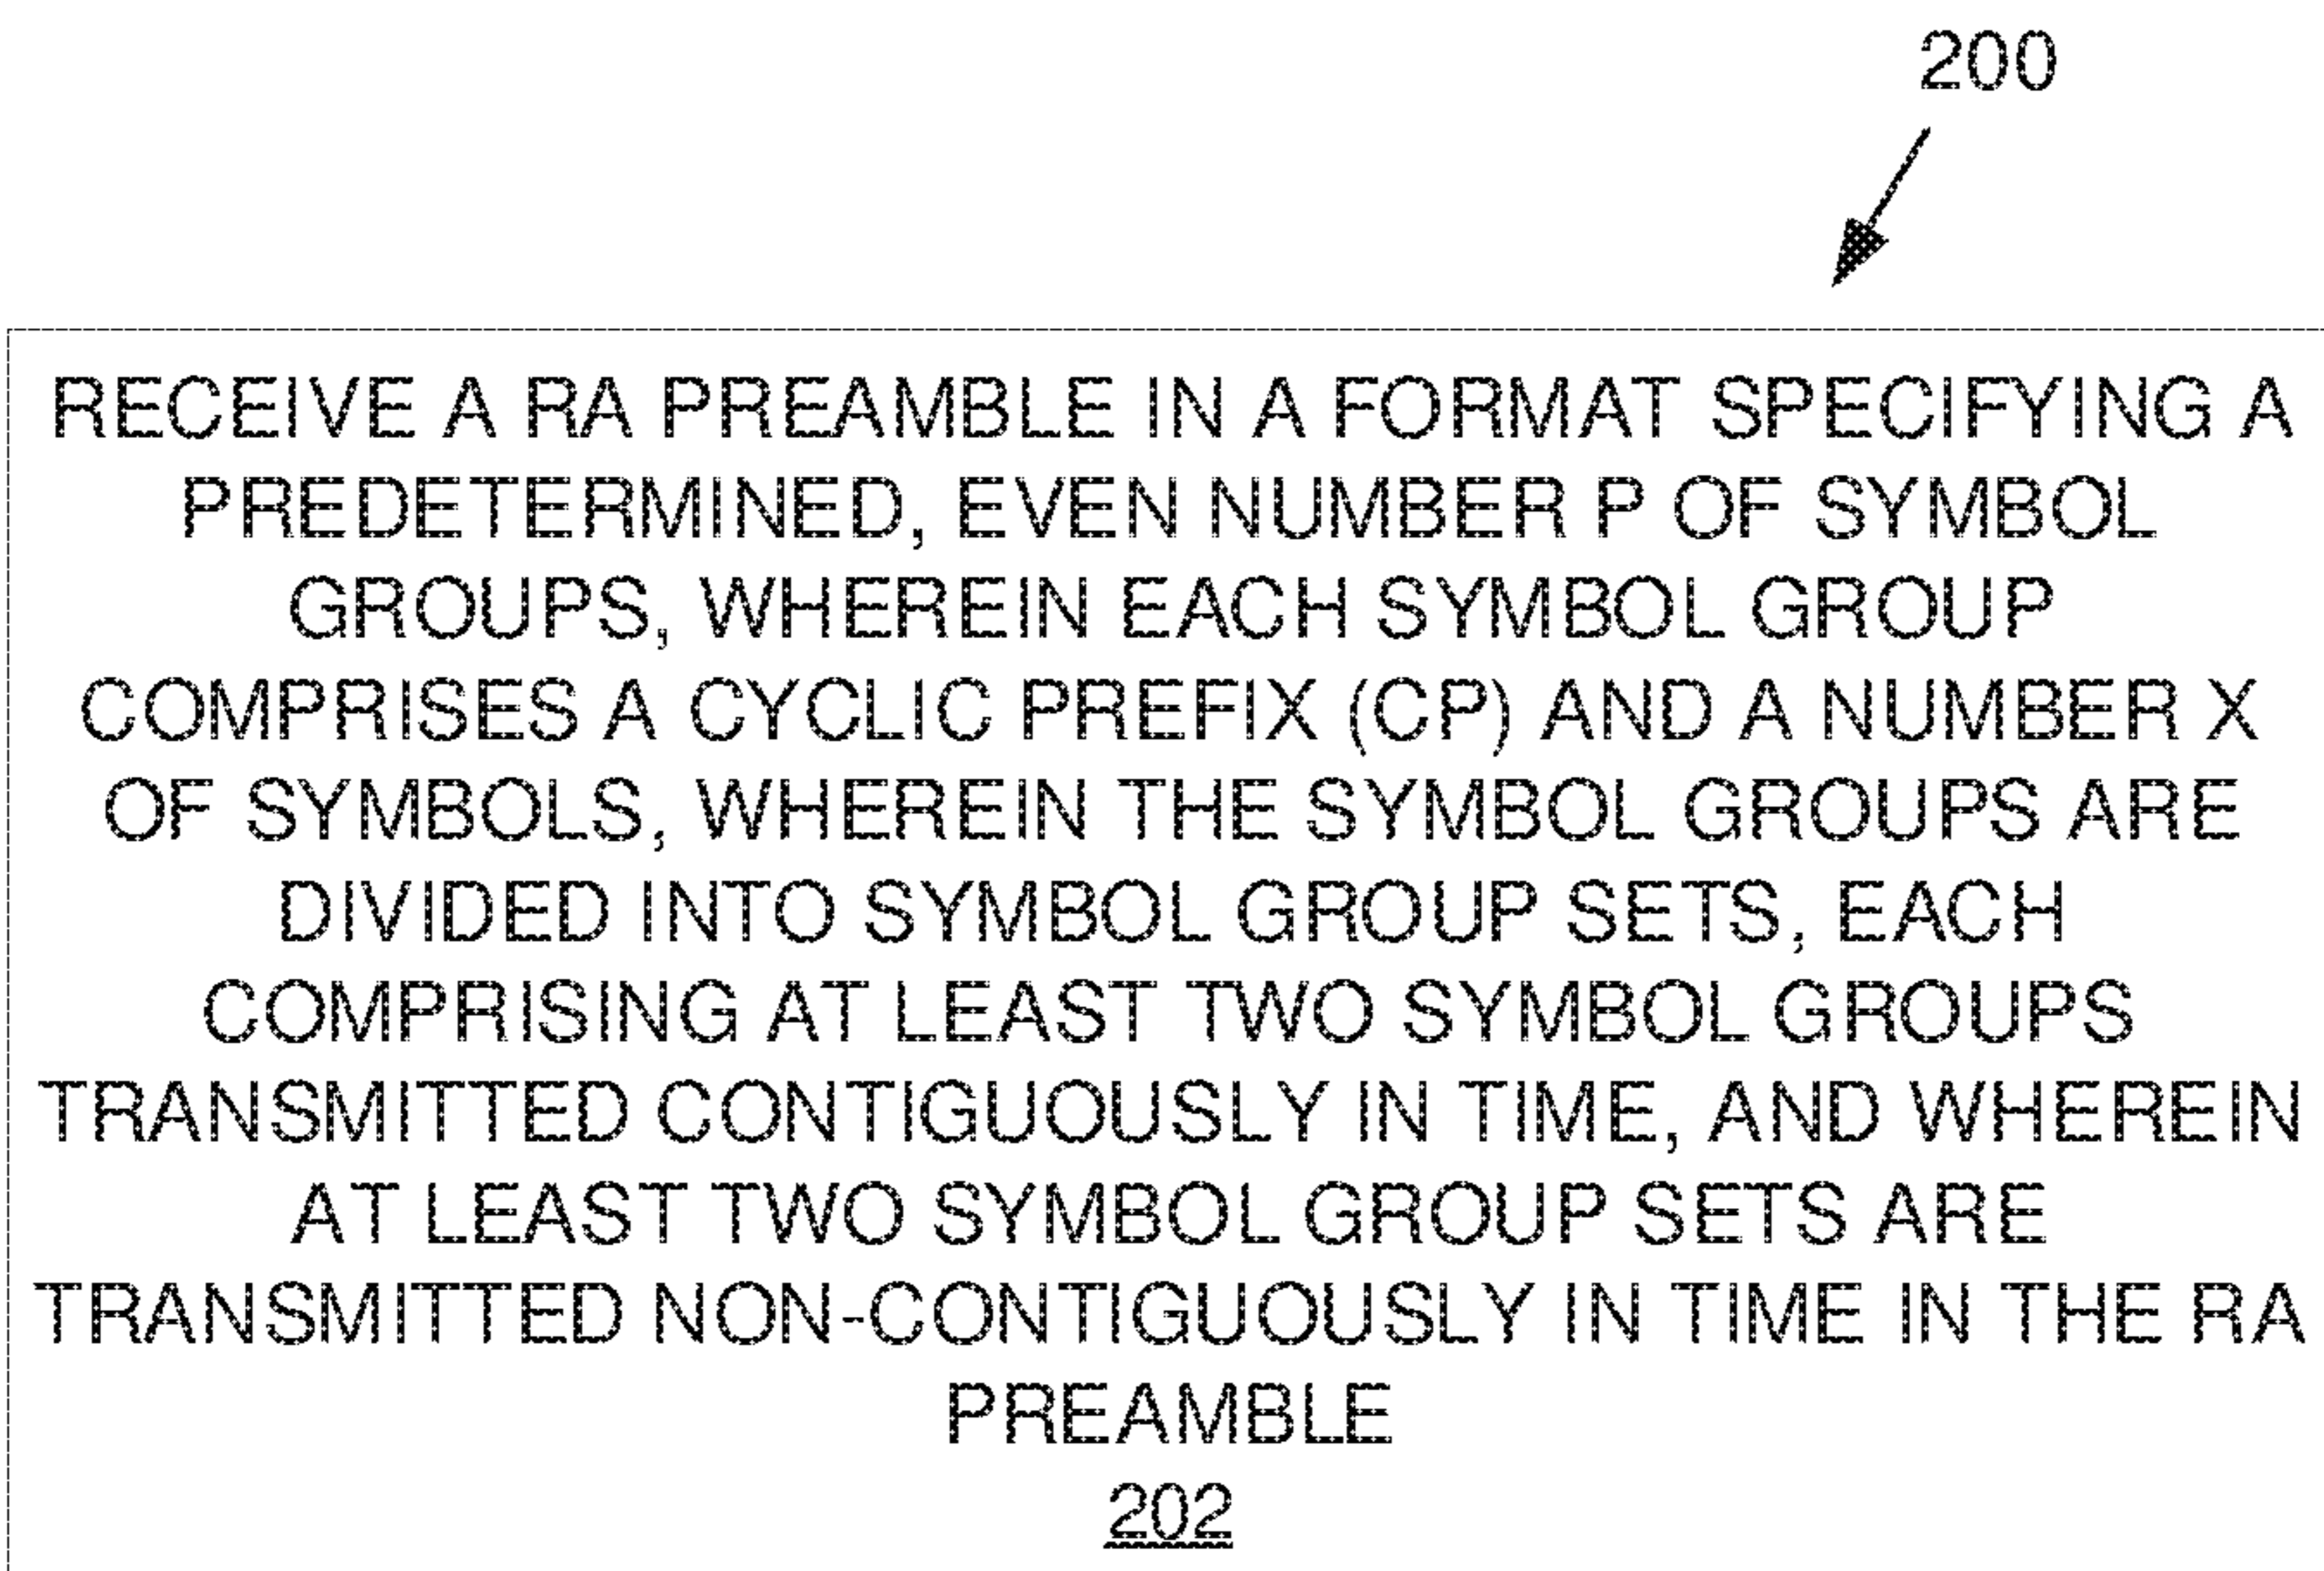 200
RECEIVE A RA PREAMBLE IN A FORMAT SPECIFYING A
PREDETERMINED, EVEN NUMBER P OF SYMBOL
GROUPS, WHEREIN EACH SYMBOL GROUP
COMPRISES A CYCLIC PREFIX (CP) AND A NUMBER X
OF SYMBOLS, WHEREIN THE SYMBOL GROUPS ARE
DIVIDED INTO SYMBOL GROUP SETS, EACH
COMPRISING AT LEAST TWO SYMBOL GROUPS
TRANSMITTED CONTIGUOUSLY IN TIME, AND WHEREIN
AT LEAST TWO SYMBOL GROUP SETS ARE
TRANSMITTED NON-CONTIGUOUSLY IN TIME IN THE RA
PREAMBLE
202